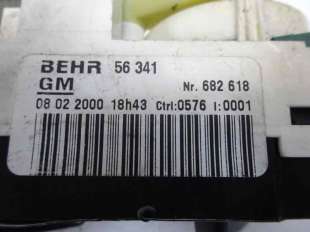 BEHR 56 341
GM Nr. 682 618
08 02 2000 18h43 Ctrl:0576 I:0001